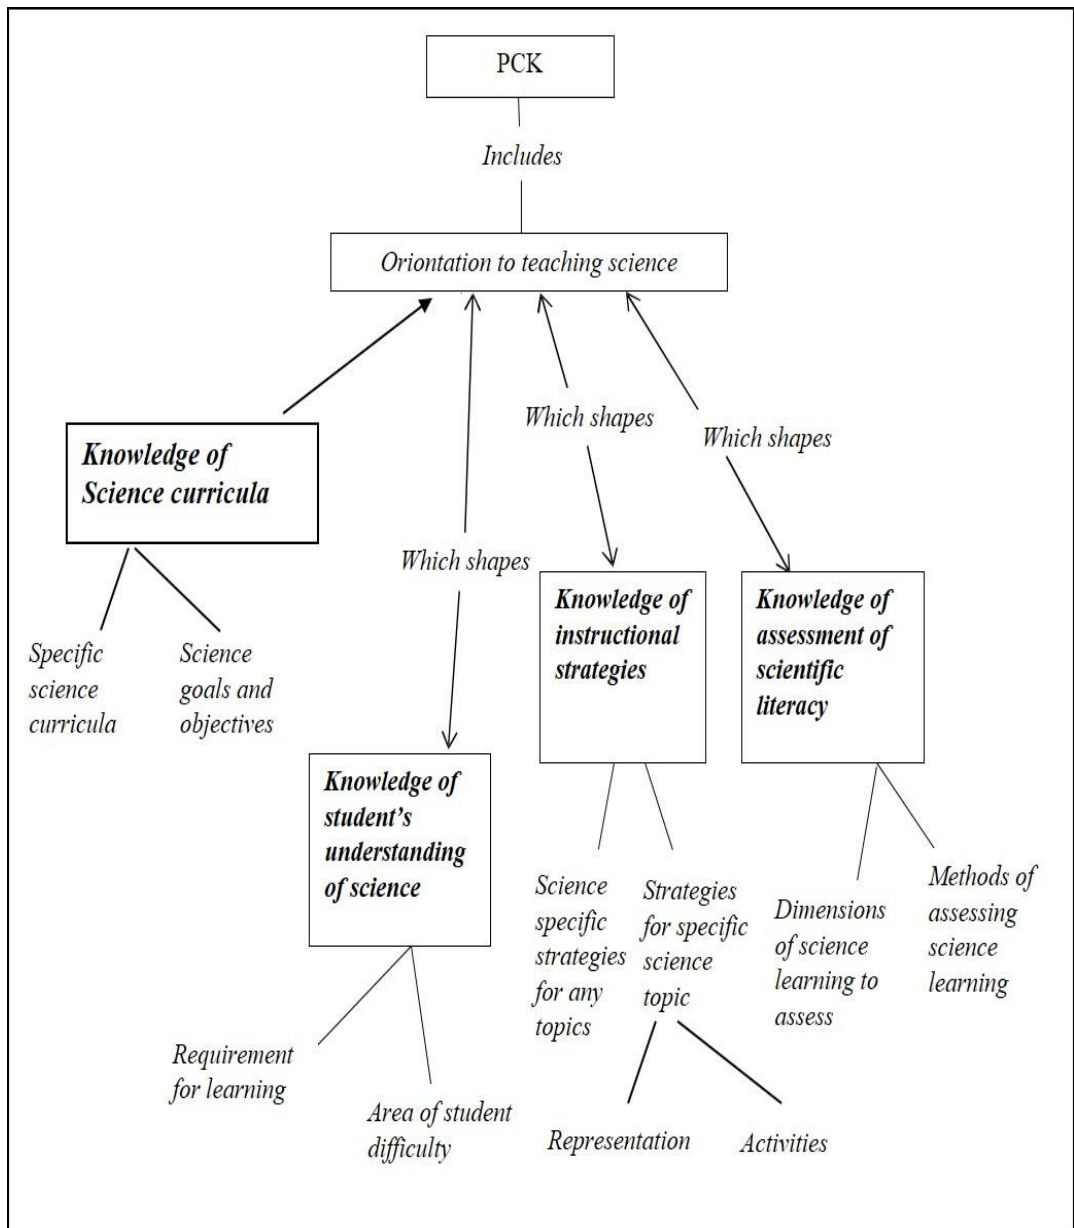 PCK
Includes
Oriontation to teaching science
Which shapes
Which shapes
Knowledge of
Science curricula
Which shapes
Knowledge of
instructional
strategies
Knowledge of
assessment of
scientific
literacy
Specific
science
curricula
Science
goals and
objectives
Knowledge of
student’s
understanding
of science
Science
specific
strategies
for any
topics
Strategies
for specific
science
topic
Dimensions
of science
learning to
assess
Methods of
assessing
science
learning
Requirement
for learning
Area of student
difficulty
Representation
Activities